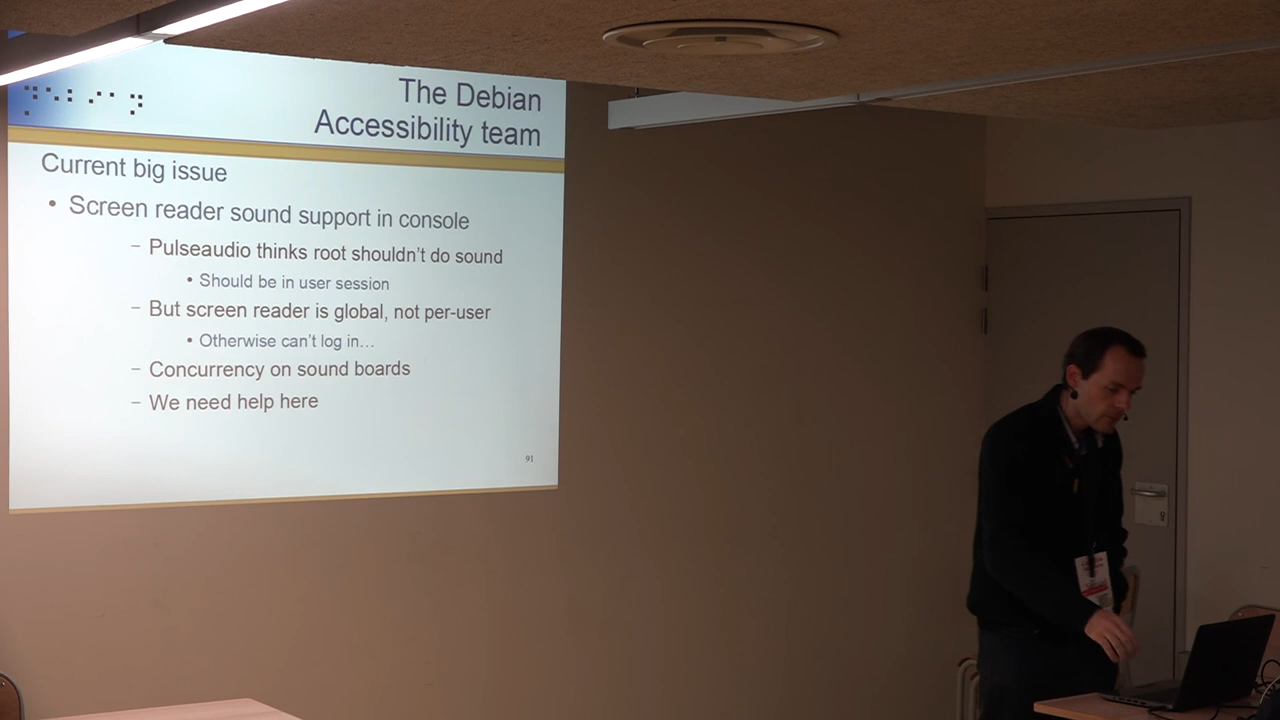 The Debian
Accessibility team
Current big issue
• Screen reader sound support in console
– Pulseaudio thinks root shouldn't do sound
• Should be in user session
– But screen reader is global, not per-user
• Otherwise can't log in…
– Concurrency on sound boards
– We need help here
91